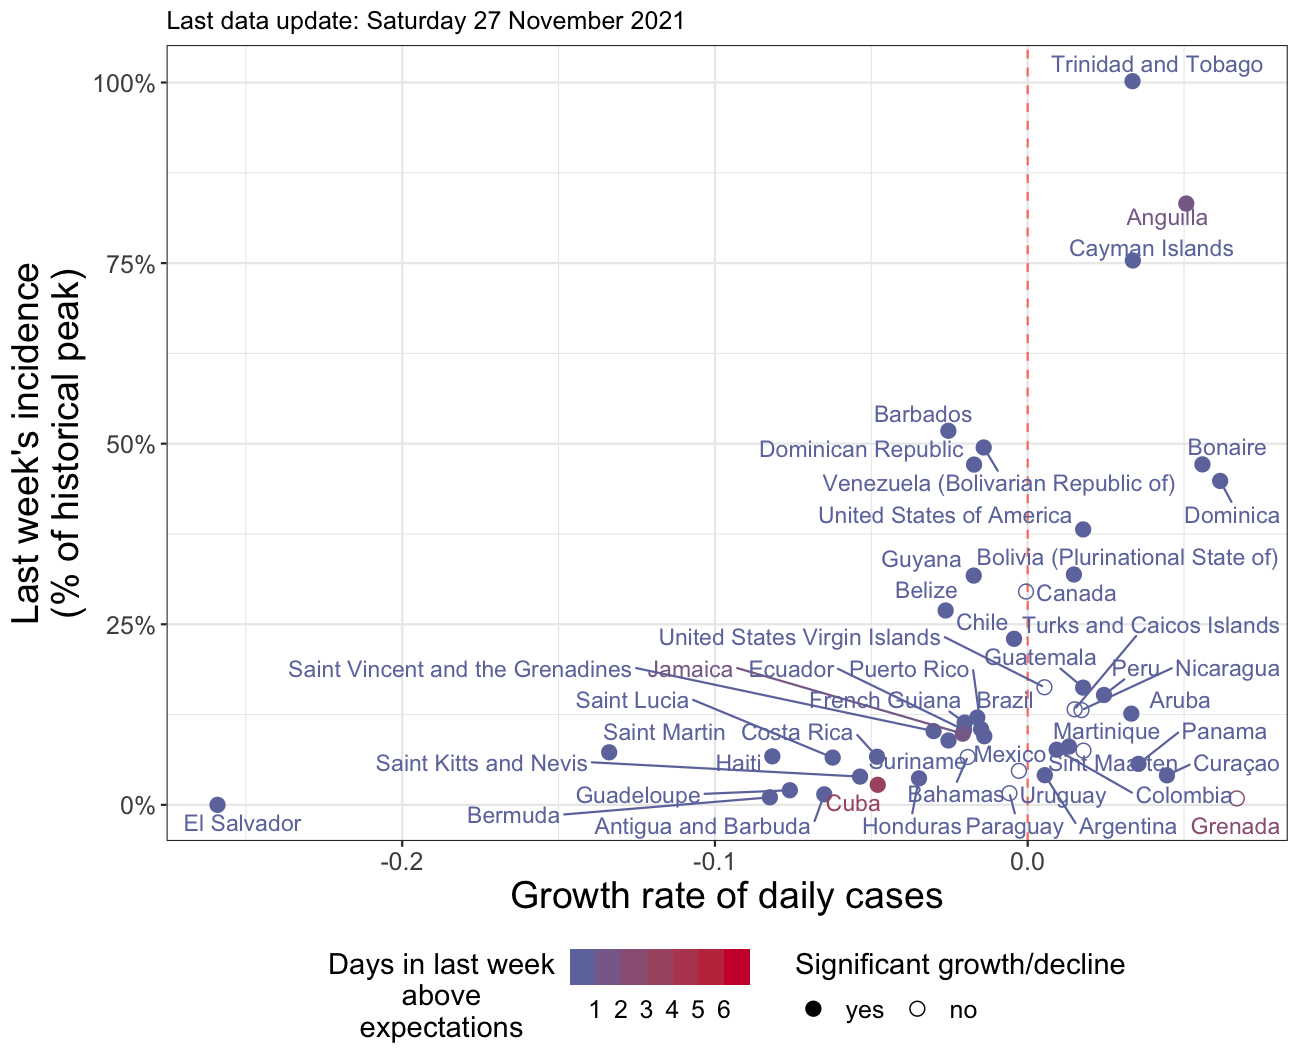 Last data update: Saturday 27 November 2021
Last week's incidence
(% of historical peak)
100%
75%
50%
25%
0%
Trinidad and Tobago
Anguilla
Cayman Islands
Barbados
Dominican Republic
Bonaire
Venezuela (Bolivarian Republic of)
United States of America
Dominica
Guyana
Bolivia (Plurinational State of)
Belize
Canada
Chile
Turks and Caicos Islands
United States Virgin Islands
Guatemala
Saint Vincent and the Grenadines
Jamaica
Ecuador
Puerto Rico
Peru
Nicaragua
Saint Lucia
French Guiana
Brazil
Aruba
Saint Martin
Costa Rica
Martinique
Panama
Saint Kitts and Nevis
Haiti
Suriname
Mexico
Sint Maarten
Curaçao
Guadeloupe
Cuba
Bahamas
Uruguay
Colombia
Bermuda
El Salvador
Antigua and Barbuda
Honduras
Paraguay
Argentina
Grenada
-0.2
-0.1
0.0
Growth rate of daily cases
Days in last week
above
expectations
1 2 3 4 5 6
Significant growth/decline
yes
no